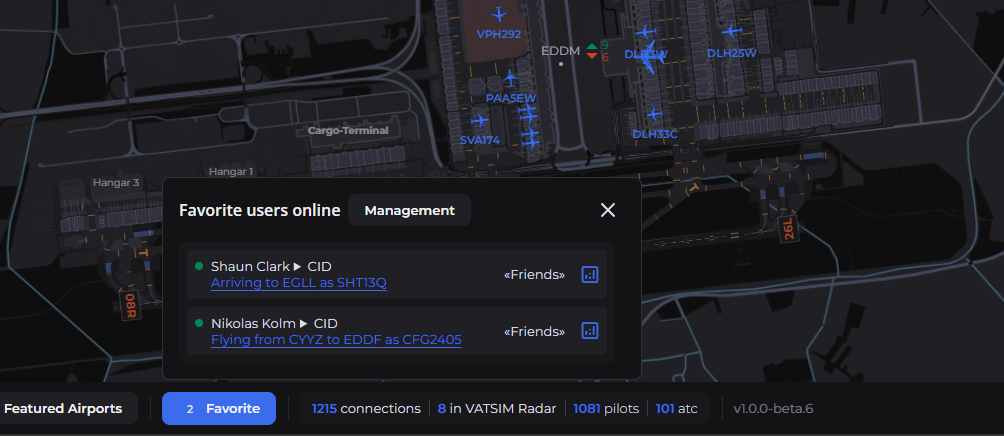 VPH292
EDDM
9
6
DLH25W
PAA5EW
SVA174
DLH33C
Cargo-Terminal
Hangar 3
Hangar 1
26L
08R
Favorite users online
Management
Shaun Clark ▶ CID
«Friends»
Arriving to EGLL as SHT13Q
Nikolas Kolm ▶ CID
«Friends»
Flying from CYYZ to EDDF as CFG2405
Featured Airports
2 Favorite
1215 connections
8 in VATSIM Radar
1081 pilots
101 atc
v1.0.0-beta.6